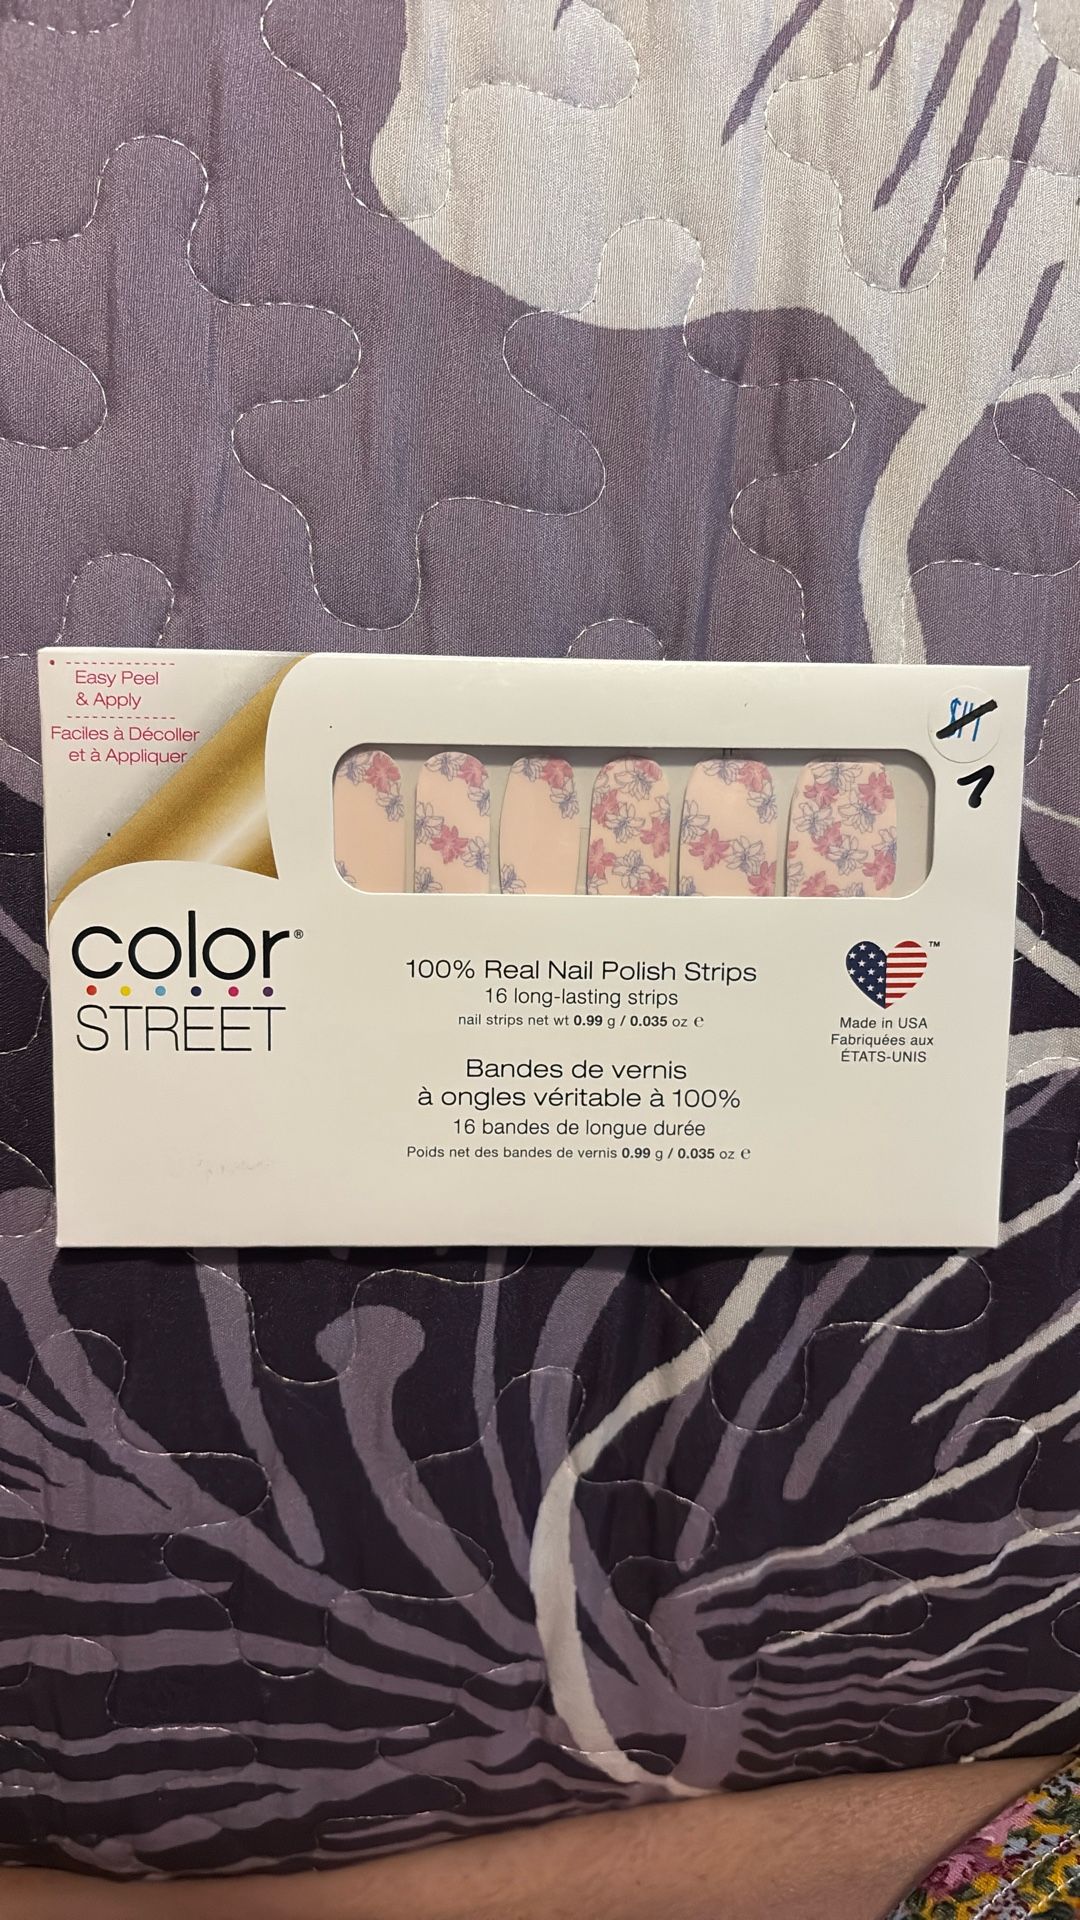 Easy Peel
& Apply
Faciles à Décoller
et à Appliquer
$14
7
color®
STREET
100% Real Nail Polish Strips
16 long-lasting strips
nail strips net wt 0.99 g / 0.035 oz e
Bandes de vernis
à ongles véritable à 100%
16 bandes de longue durée
Poids net des bandes de vernis 0.99 g / 0.035 oz e
TM
Made in USA
Fabriquées aux
ÉTATS-UNIS